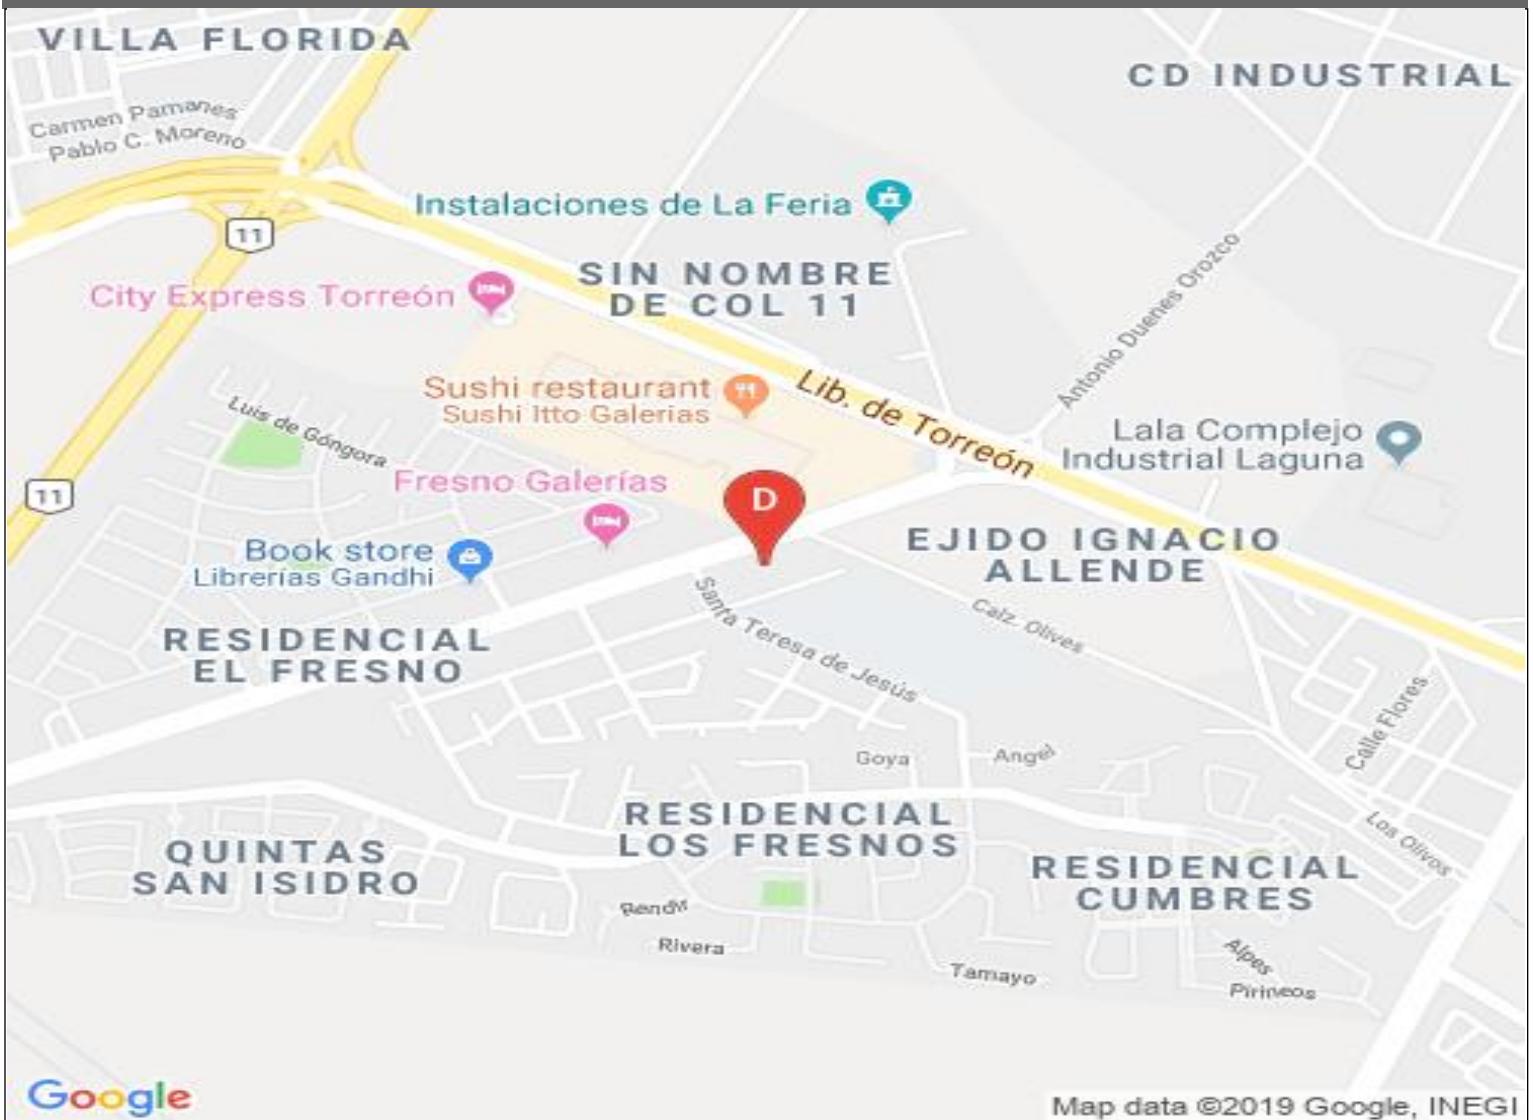 VILLA FLORIDA
CD INDUSTRIAL
Carmen Pamanes
Pablo C. Moreno
Instalaciones de La Feria
11
SIN NOMBRE
DE COL 11
City Express Torreón
Antonio Duenes Orozco
Sushi restaurant
Sushi Itto Galerias
Lib. de Torreón
Luis de Góngora
Lala Complejo
Industrial Laguna
Fresno Galerías
11
D
Book store
Librerías Gandhi
EJIDO IGNACIO
ALLENDE
Santa Teresa de Jesús
Calz. Olives
RESIDENCIAL
EL FRESNO
Calle Flores
Goya
Angel
RESIDENCIAL
LOS FRESNOS
Los Olivos
QUINTAS
SAN ISIDRO
RESIDENCIAL
CUMBRES
Rivera
Tamayo
Alpes
Pirineos
Google
Map data ©2019 Google, INEGI